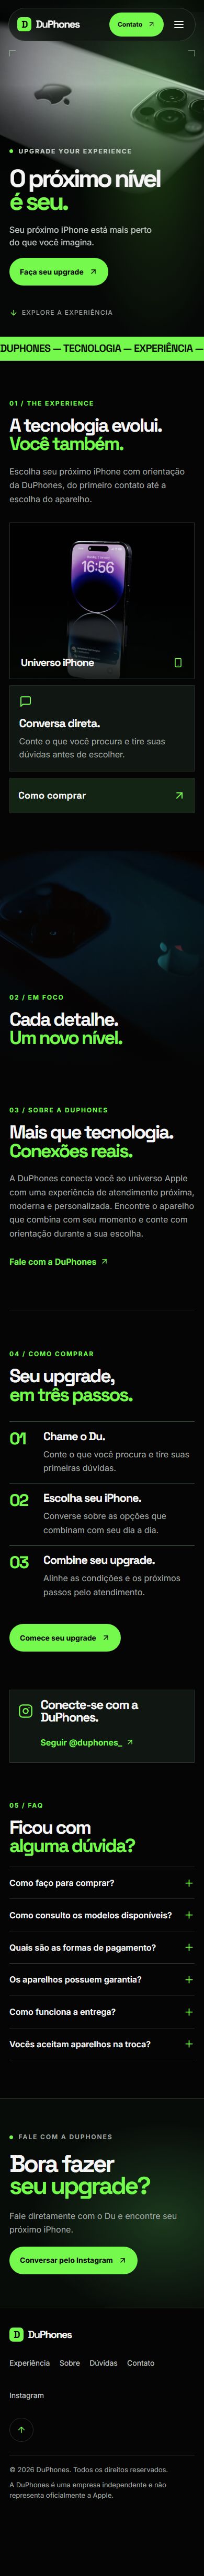 D DuPhones
Contato
UPGRADE YOUR EXPERIENCE
O próximo nível
é seu.
Seu próximo iPhone está mais perto
do que você imagina.
Faça seu upgrade
EXPLORE A EXPERIÊNCIA
DUPHONES — TECNOLOGIA — EXPERIÊNCIA —
01 / THE EXPERIENCE
A tecnologia evolui.
Você também.
Escolha seu próximo iPhone com orientação
da DuPhones, do primeiro contato até a
escolha do aparelho.
Universo iPhone
Conversa direta.
Conte o que você procura e tire suas
dúvidas antes de escolher.
Como comprar
02 / EM FOCO
Cada detalhe.
Um novo nível.
03 / SOBRE A DUPHONES
Mais que tecnologia.
Conexões reais.
A DuPhones conecta você ao universo Apple
com uma experiência de atendimento próxima,
moderna e personalizada. Encontre o aparelho
que combina com seu momento e conte com
orientação durante a sua escolha.
Fale com a DuPhones
04 / COMO COMPRAR
Seu upgrade,
em três passos.
01 Chame o Du.
Conte o que você procura e tire suas
primeiras dúvidas.
02 Escolha seu iPhone.
Converse sobre as opções que
combinam com seu dia a dia.
03 Combine seu upgrade.
Alinhe as condições e os próximos
passos pelo atendimento.
Comece seu upgrade
Conecte-se com a
DuPhones.
Seguir @duphones_
05 / FAQ
Ficou com
alguma dúvida?
Como faço para comprar?
Como consulto os modelos disponíveis?
Quais são as formas de pagamento?
Os aparelhos possuem garantia?
Como funciona a entrega?
Vocês aceitam aparelhos na troca?
FALE COM A DUPHONES
Bora fazer
seu upgrade?
Fale diretamente com o Du e encontre seu
próximo iPhone.
Conversar pelo Instagram
D DuPhones
Experiência Sobre Dúvidas Contato
Instagram
© 2026 DuPhones. Todos os direitos reservados.
A DuPhones é uma empresa independente e não
representa oficialmente a Apple.